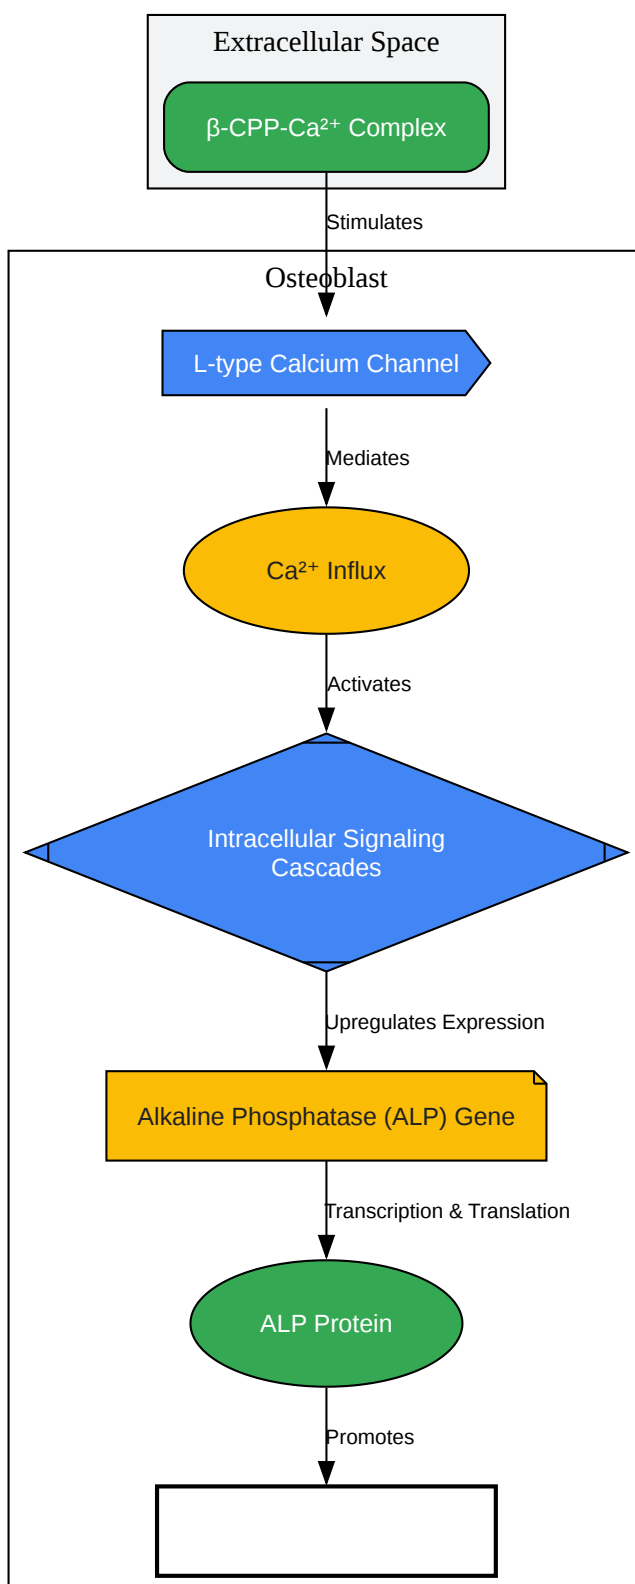 Extracellular Space
β-CPP-Ca²⁺ Complex
Stimulates
Osteoblast
L-type Calcium Channel
Mediates
Ca²⁺ Influx
Activates
Intracellular Signaling
Cascades
Upregulates Expression
Alkaline Phosphatase (ALP) Gene
Transcription & Translation
ALP Protein
Promotes